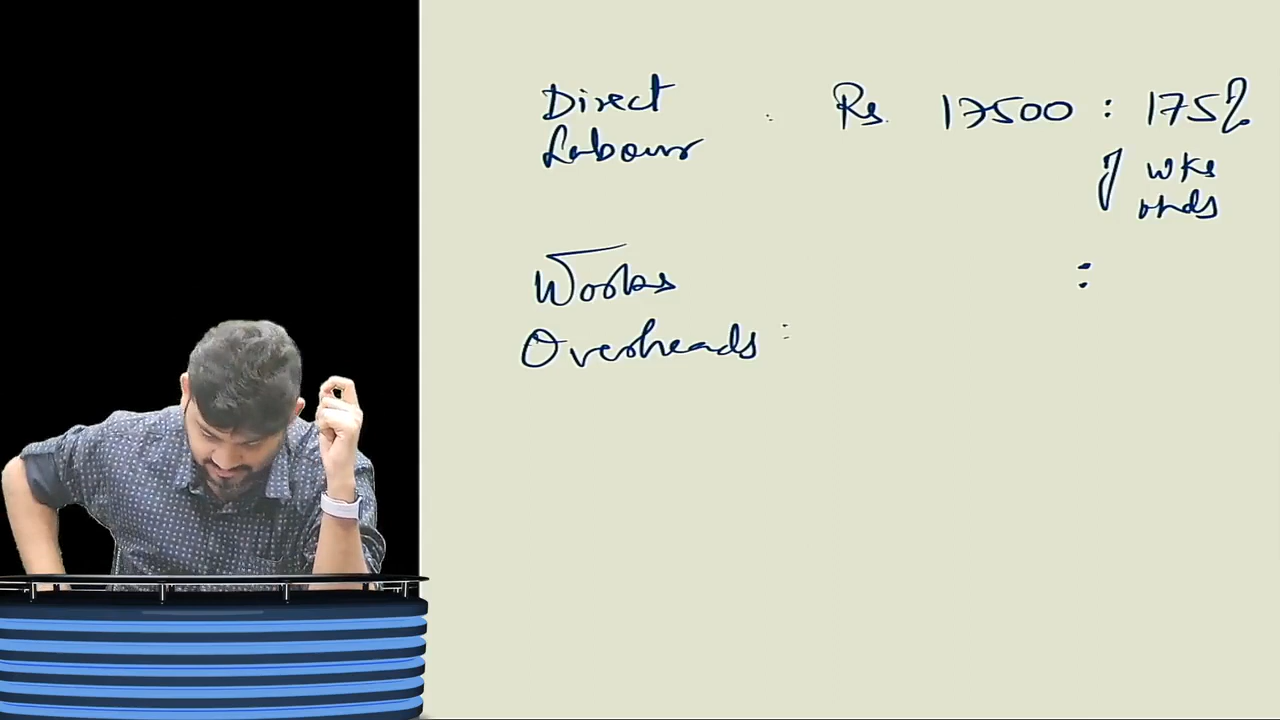 Direct
Labour : Rs. 17500 : 175%
of wks
ohds
Works :
Overheads :